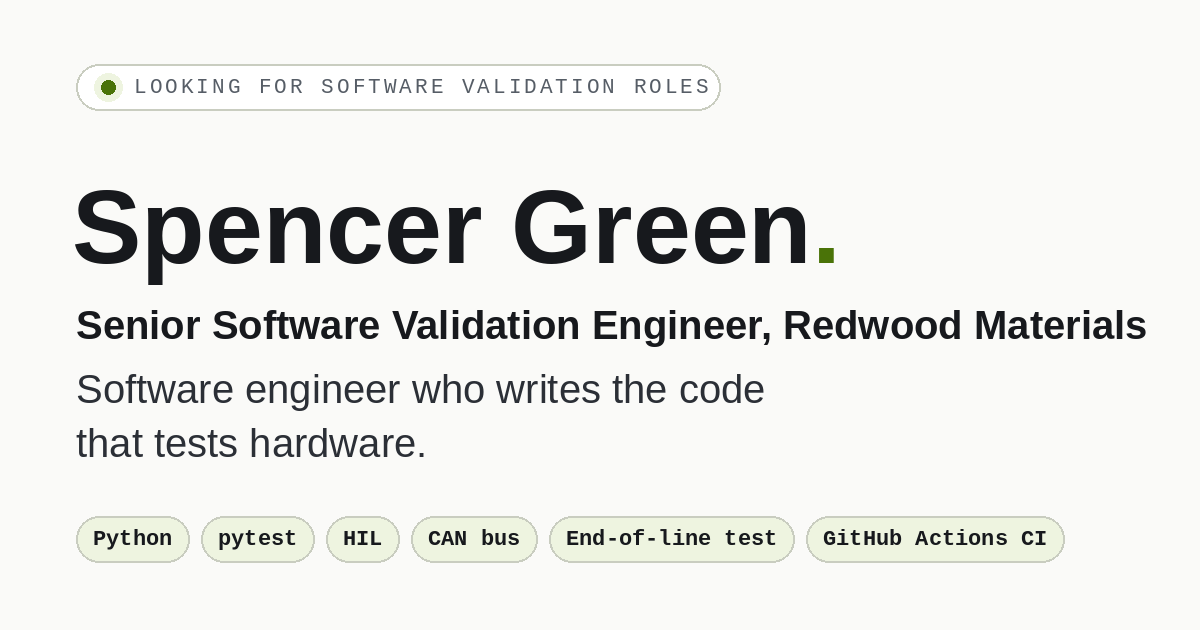 LOOKING FOR SOFTWARE VALIDATION ROLES
Spencer Green.
Senior Software Validation Engineer, Redwood Materials
Software engineer who writes the code
that tests hardware.
Python pytest HIL CAN bus End-of-line test GitHub Actions CI